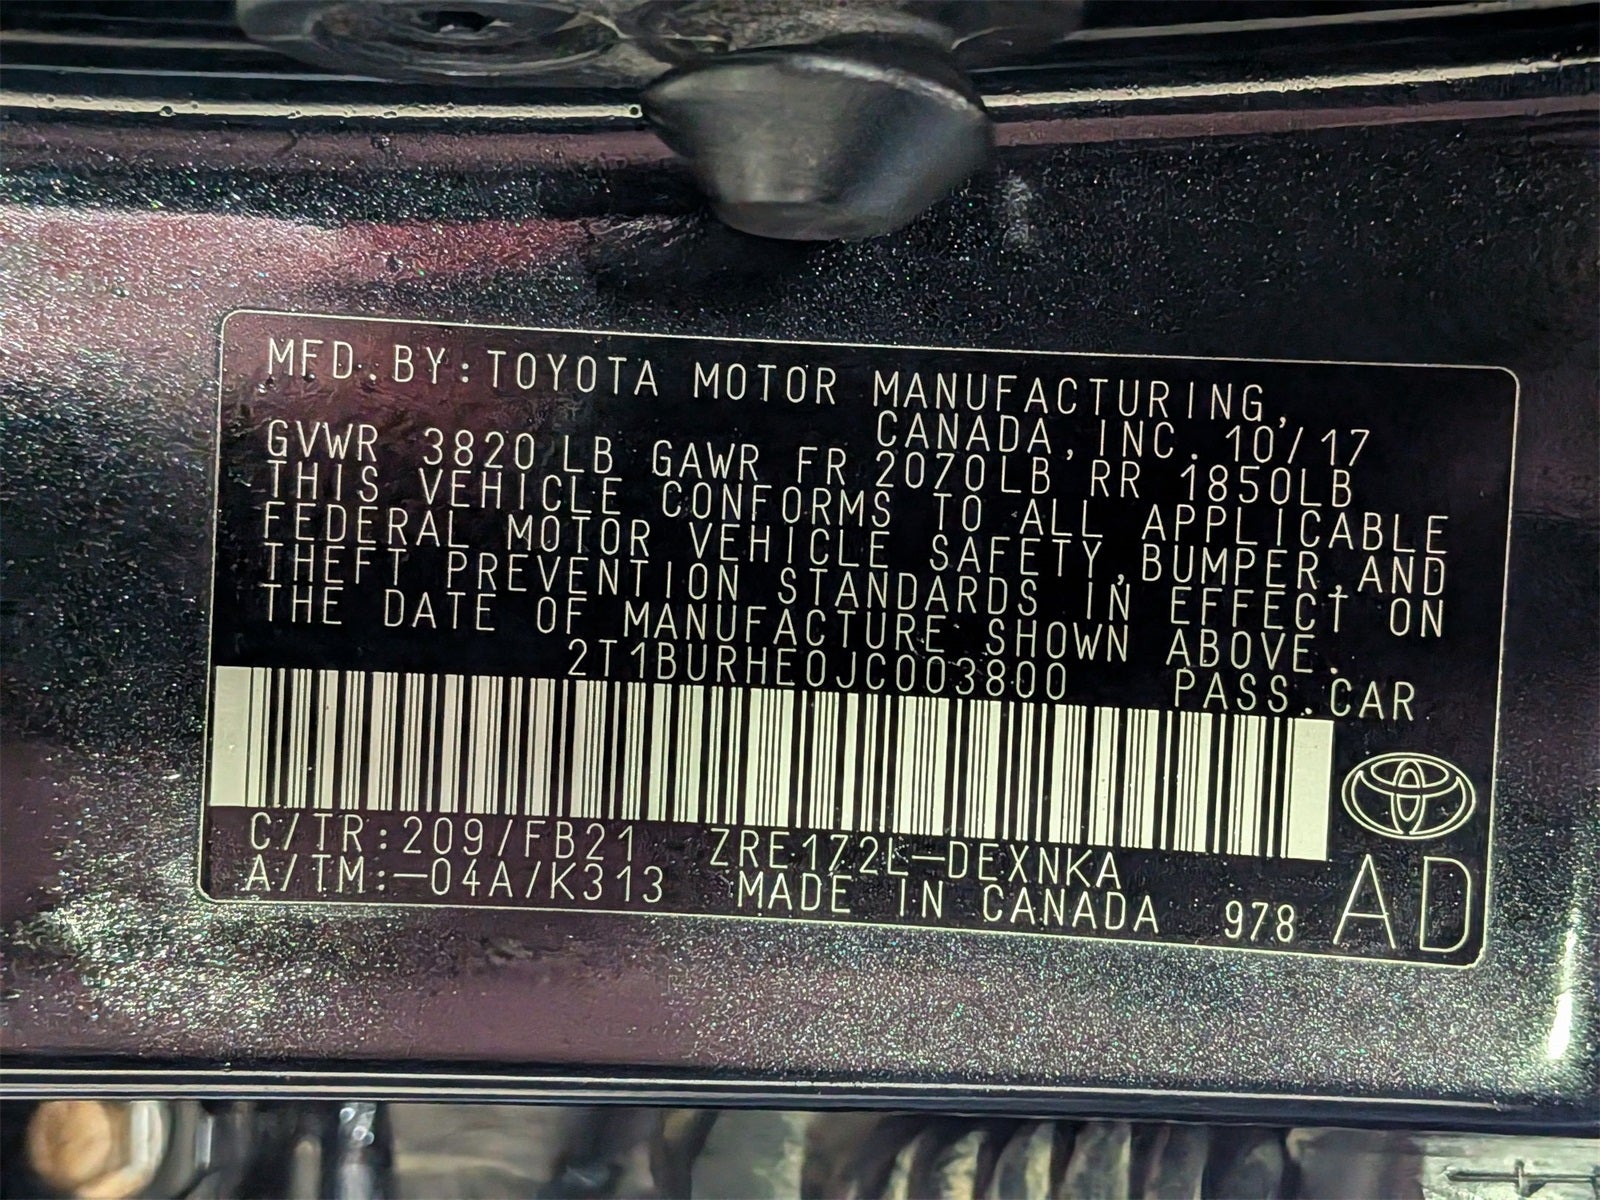 MFD.BY:TOYOTA MOTOR MANUFACTURING,
CANADA,INC. 10/17
GVWR 3820LB GAWR FR 2070LB RR 1850LB
THIS VEHICLE CONFORMS TO ALL APPLICABLE
FEDERAL MOTOR VEHICLE SAFETY,BUMPER,AND
THEFT PREVENTION STANDARDS IN EFFECT ON
THE DATE OF MANUFACTURE SHOWN ABOVE.
2T1BURHE0JC003800 PASS.CAR
C/TR:209/FB21 ZRE172L-DEXNKA
A/TM:-04A/K313 MADE IN CANADA 978 AD